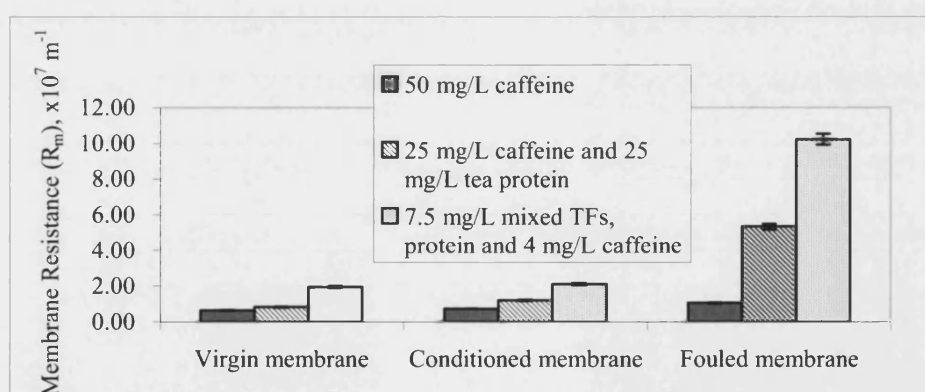 Membrane Resistance (Rm), x10⁷ m⁻¹
12.00
10.00
8.00
6.00
4.00
2.00
0.00
50 mg/L caffeine
25 mg/L caffeine and 25
mg/L tea protein
7.5 mg/L mixed TFs,
protein and 4 mg/L caffeine
Virgin membrane
Conditioned membrane
Fouled membrane